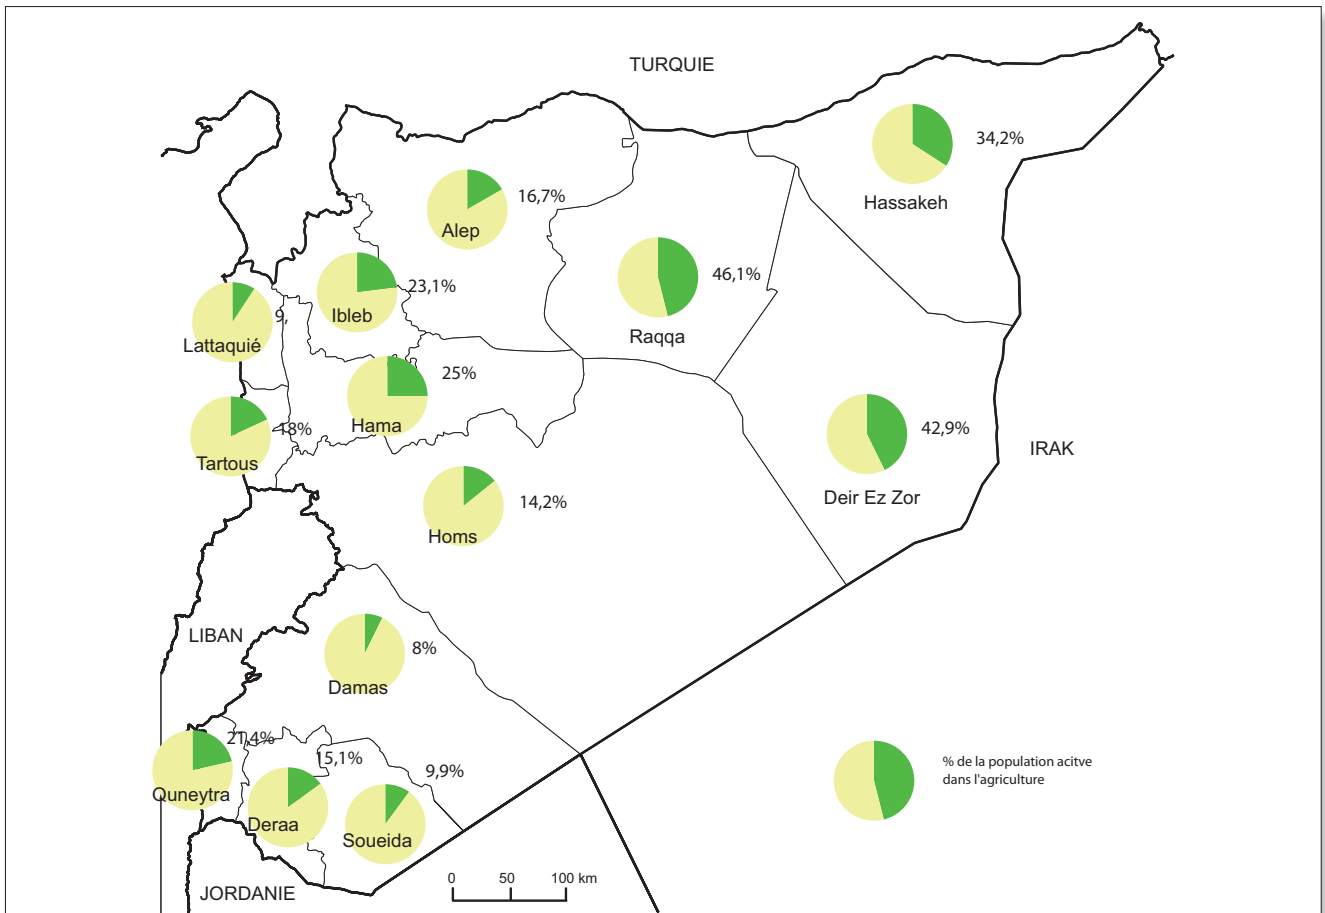 TURQUIE
34,2%
Hassakeh
16,7%
Alep
46,1%
Raqqa
23,1%
Ibleb
9,
Lattaquié
25%
Hama
18%
Tartous
42,9%
Deir Ez Zor
IRAK
14,2%
Homs
LIBAN
8%
Damas
21,4%
Quneytra
15,1%
Deraa
9,9%
Soueida
% de la population acitve
dans l'agriculture
JORDANIE
0 50 100 km